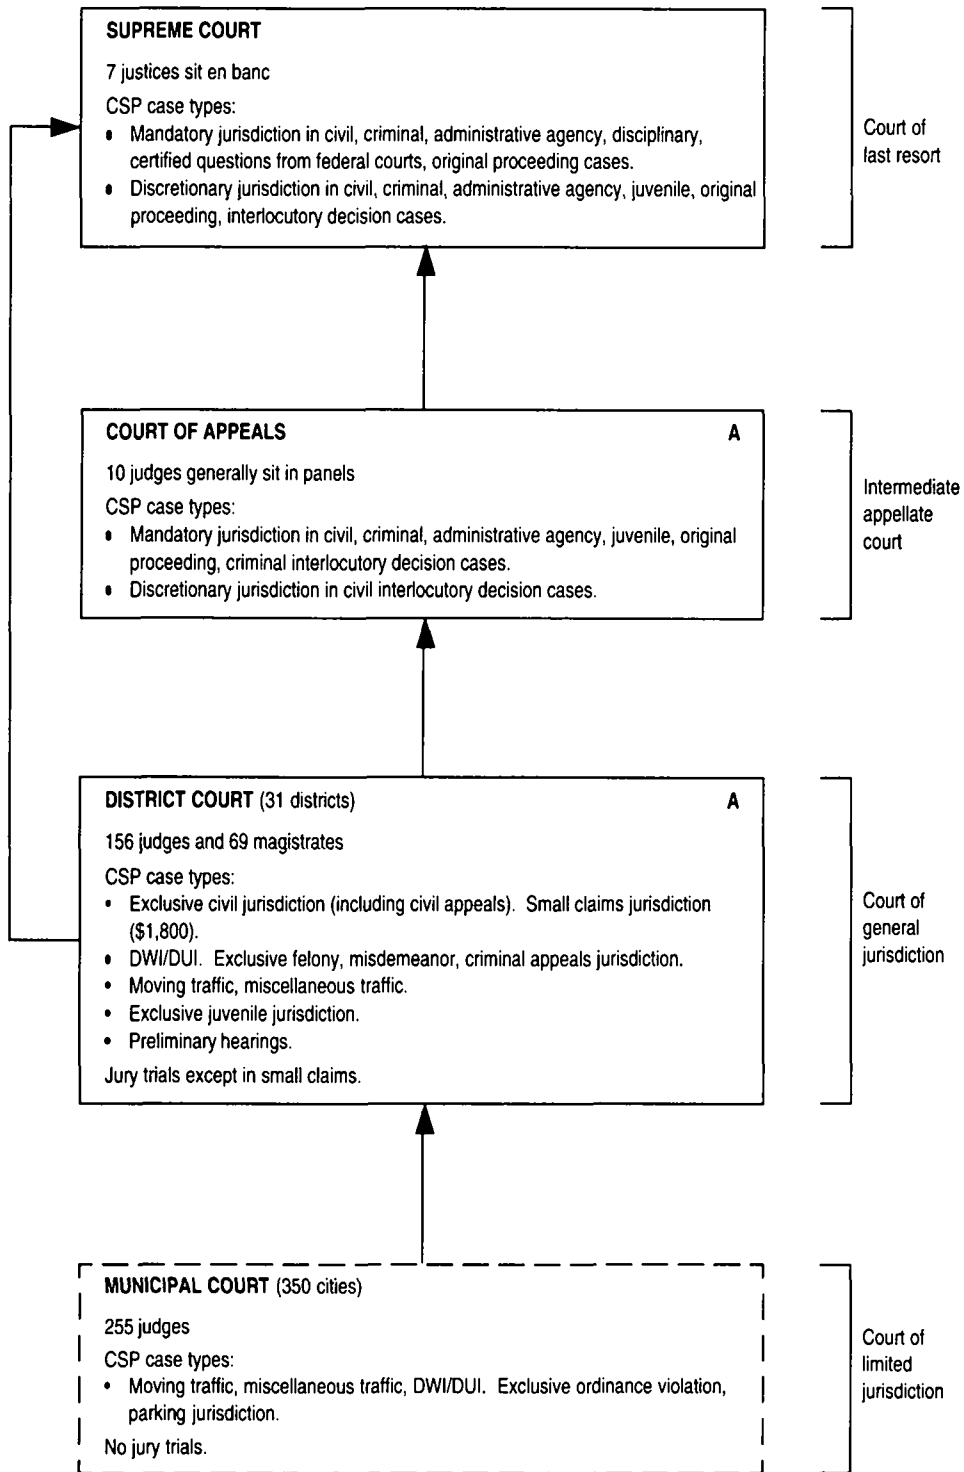 SUPREME COURT
7 justices sit en banc
CSP case types:
• Mandatory jurisdiction in civil, criminal, administrative agency, disciplinary,
certified questions from federal courts, original proceeding cases.
• Discretionary jurisdiction in civil, criminal, administrative agency, juvenile, original
proceeding, interlocutory decision cases.
Court of
last resort
COURT OF APPEALS A
10 judges generally sit in panels
CSP case types:
• Mandatory jurisdiction in civil, criminal, administrative agency, juvenile, original
proceeding, criminal interlocutory decision cases.
• Discretionary jurisdiction in civil interlocutory decision cases.
Intermediate
appellate
court
DISTRICT COURT (31 districts) A
156 judges and 69 magistrates
CSP case types:
• Exclusive civil jurisdiction (including civil appeals). Small claims jurisdiction
($1,800).
• DWI/DUI. Exclusive felony, misdemeanor, criminal appeals jurisdiction.
• Moving traffic, miscellaneous traffic.
• Exclusive juvenile jurisdiction.
• Preliminary hearings.
Jury trials except in small claims.
Court of
general
jurisdiction
MUNICIPAL COURT (350 cities)
255 judges
CSP case types:
• Moving traffic, miscellaneous traffic, DWI/DUI. Exclusive ordinance violation,
parking jurisdiction.
No jury trials.
Court of
limited
jurisdiction